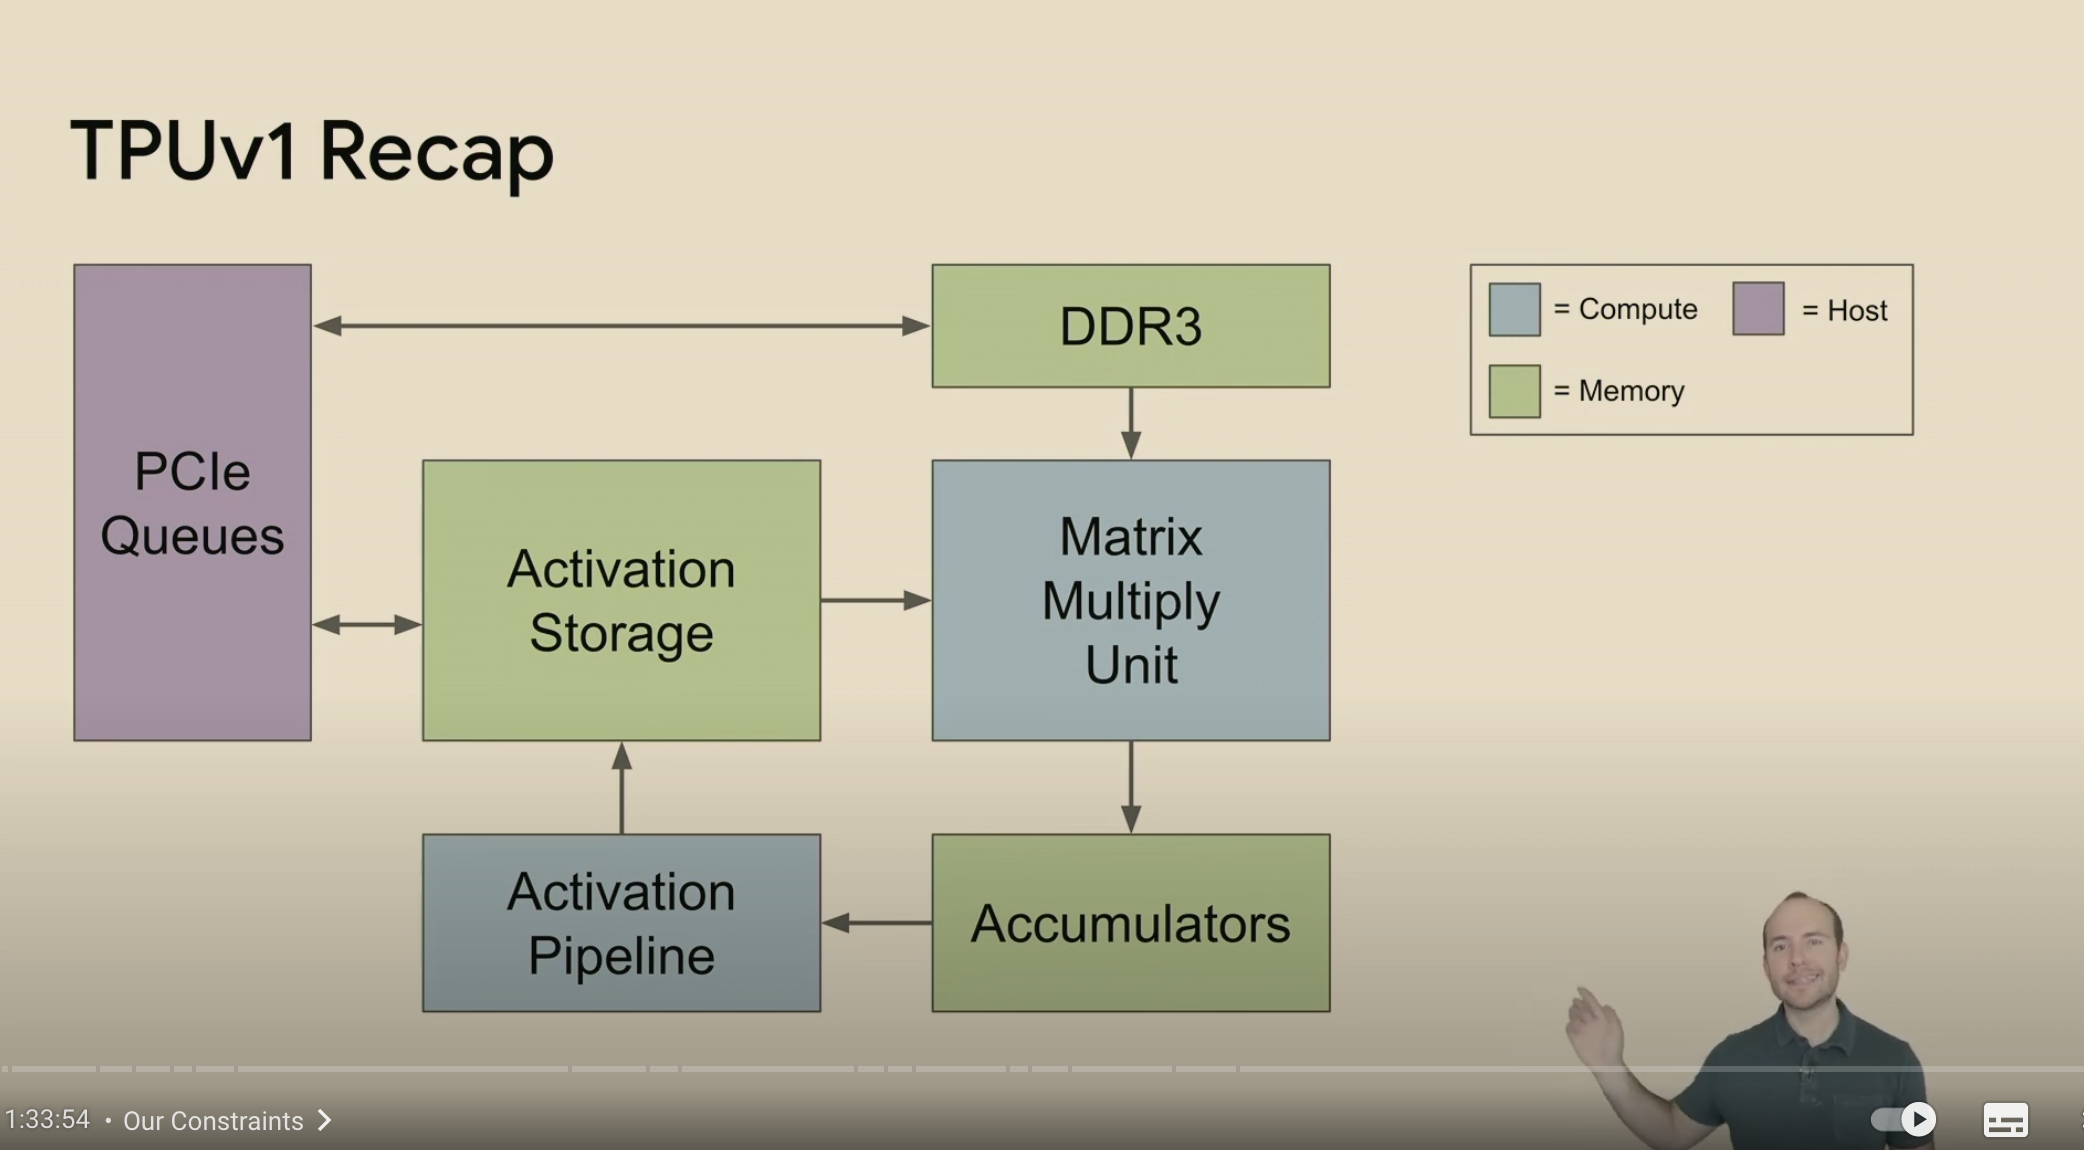 TPUv1 Recap
PCIe
Queues
DDR3
= Compute
= Host
= Memory
Activation
Storage
Matrix
Multiply
Unit
Activation
Pipeline
Accumulators
1:33:54 • Our Constraints